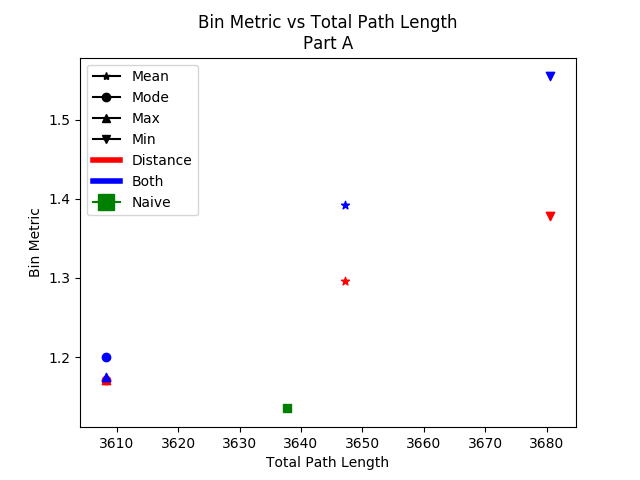 Bin Metric vs Total Path Length
Part A
Mean
Mode
Max
Min
Distance
Both
Naive
1.5
1.4
1.3
1.2
Bin Metric
3610 3620 3630 3640 3650 3660 3670 3680
Total Path Length